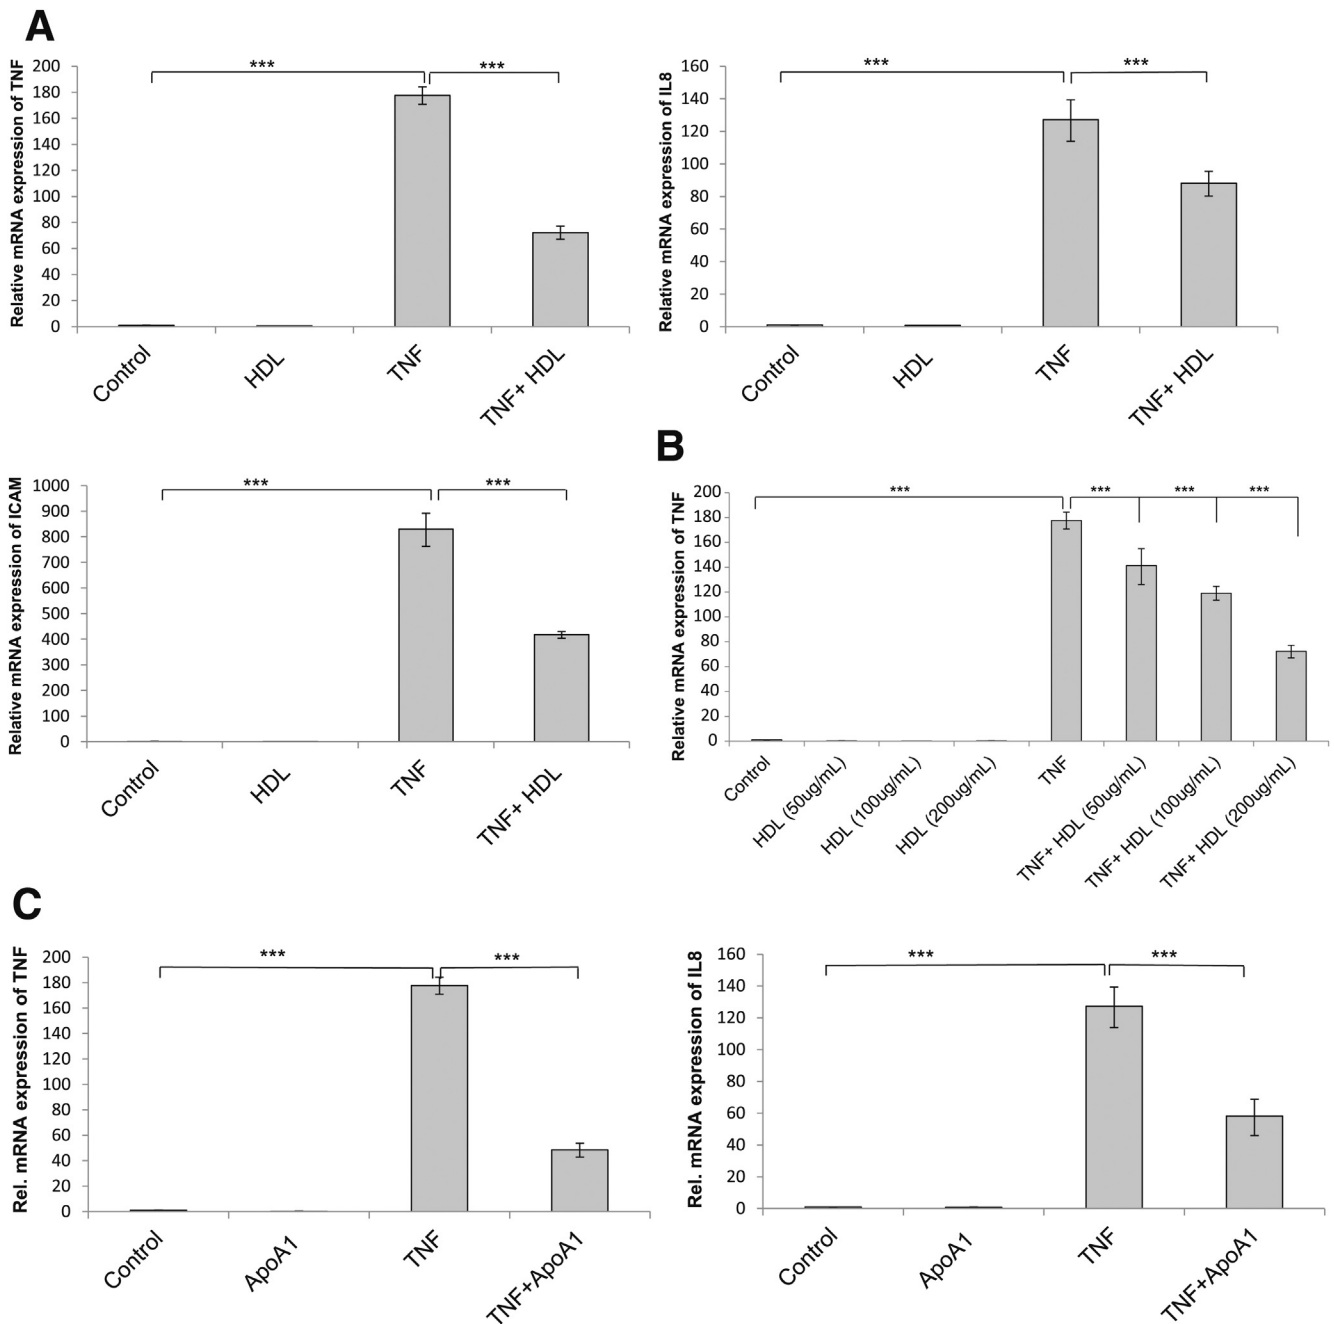 A
Relative mRNA expression of TNF
200
180
160
140
120
100
80
60
40
20
0
***
***
Control
HDL
TNF
TNF+ HDL
Relative mRNA expression of IL8
160
140
120
100
80
60
40
20
0
***
***
Control
HDL
TNF
TNF+ HDL
Relative mRNA expression of ICAM
1000
900
800
700
600
500
400
300
200
100
0
***
***
Control
HDL
TNF
TNF+ HDL
B
Relative mRNA expression of TNF
200
180
160
140
120
100
80
60
40
20
0
***
***
***
***
Control
HDL (50ug/mL)
HDL (100ug/mL)
HDL (200ug/mL)
TNF
TNF+ HDL (50ug/mL)
TNF+ HDL (100ug/mL)
TNF+ HDL (200ug/mL)
C
Rel. mRNA expression of TNF
200
180
160
140
120
100
80
60
40
20
0
***
***
Control
ApoA1
TNF
TNF+ApoA1
Rel. mRNA expression of IL8
160
140
120
100
80
60
40
20
0
***
***
Control
ApoA1
TNF
TNF+ApoA1